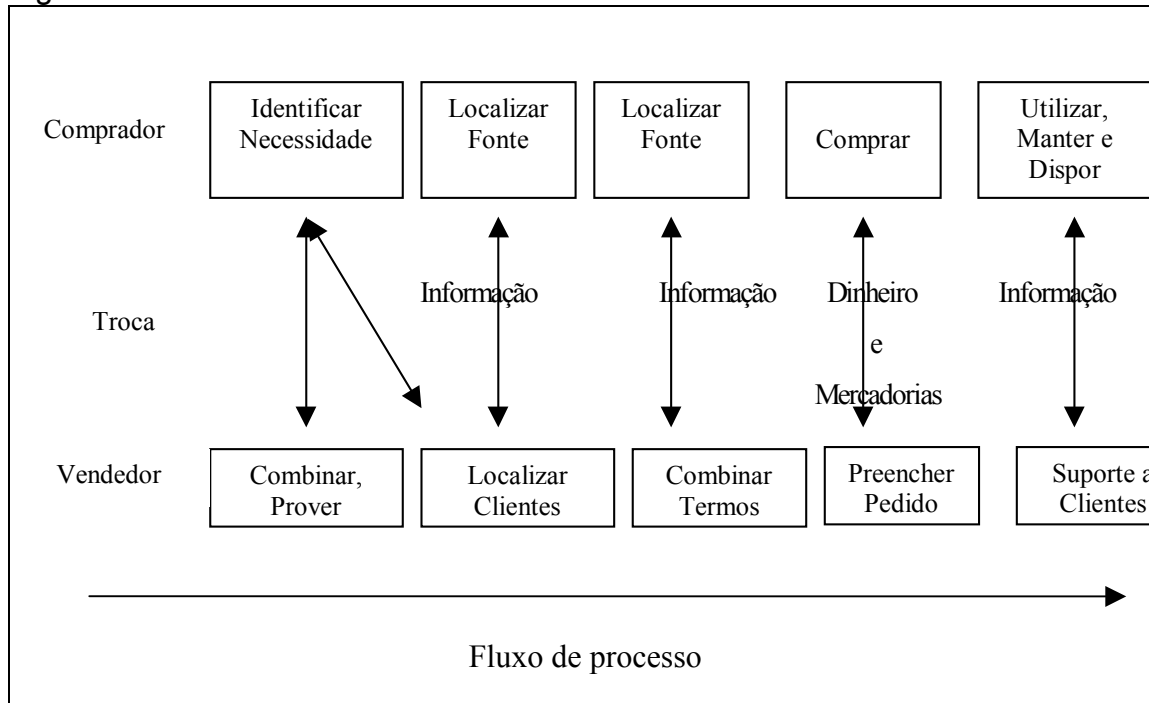 Comprador
Identificar
Necessidade
Localizar
Fonte
Localizar
Fonte
Comprar
Utilizar,
Manter e
Dispor
Troca
Informação
Informação
Dinheiro
e
Mercadorias
Informação
Vendedor
Combinar,
Prover
Localizar
Clientes
Combinar
Termos
Preencher
Pedido
Suporte a
Clientes
Fluxo de processo